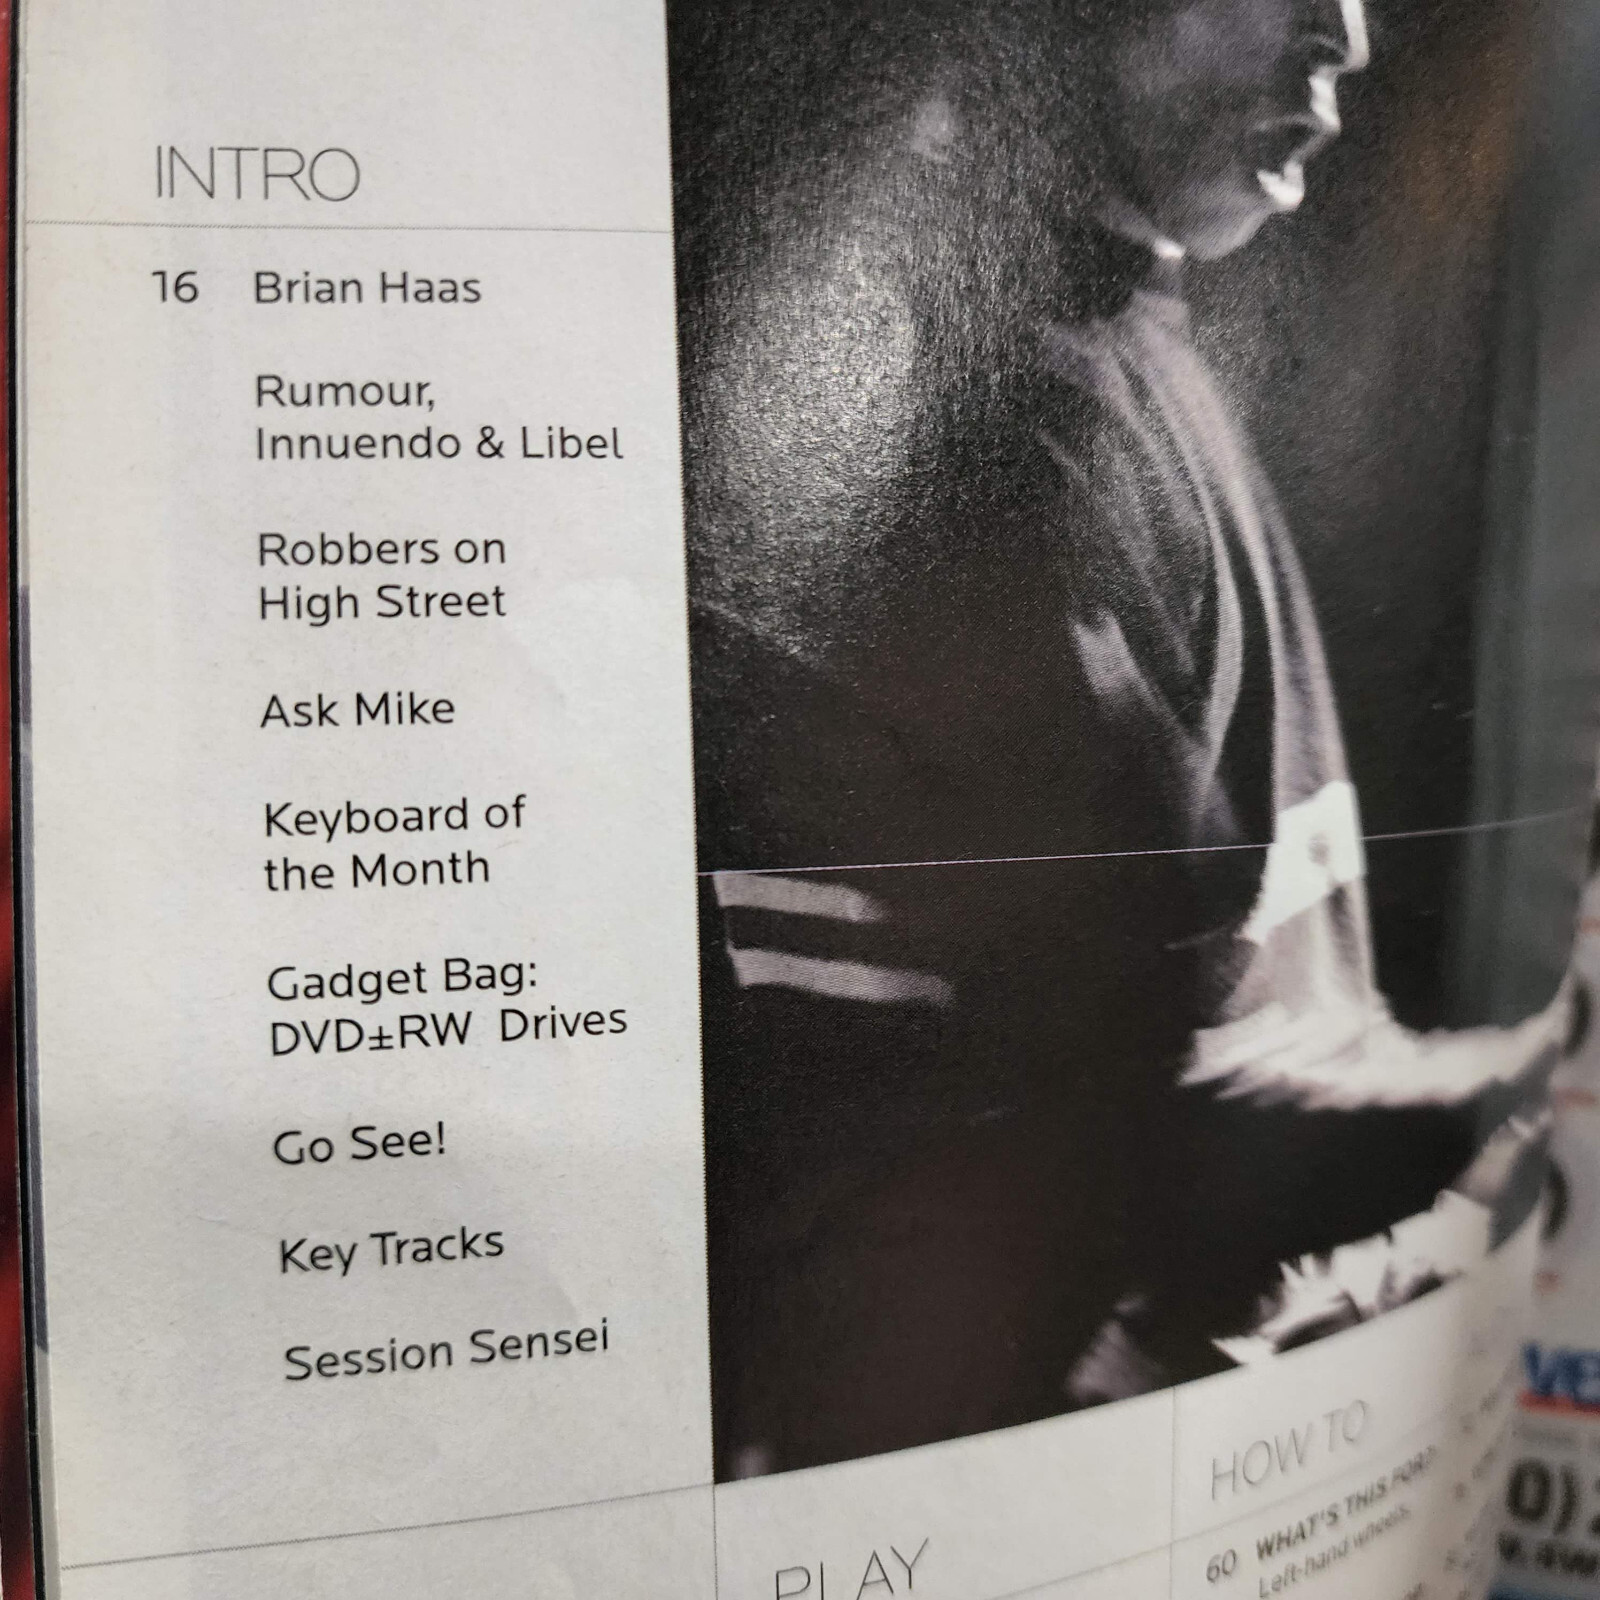 INTRO
16 Brian Haas
Rumour,
Innuendo & Libel
Robbers on
High Street
Ask Mike
Keyboard of
the Month
Gadget Bag:
DVD±RW Drives
Go See!
Key Tracks
Session Sensei
PLAY
HOW TO
60 WHAT'S THIS FOR?
Left-hand wheels.